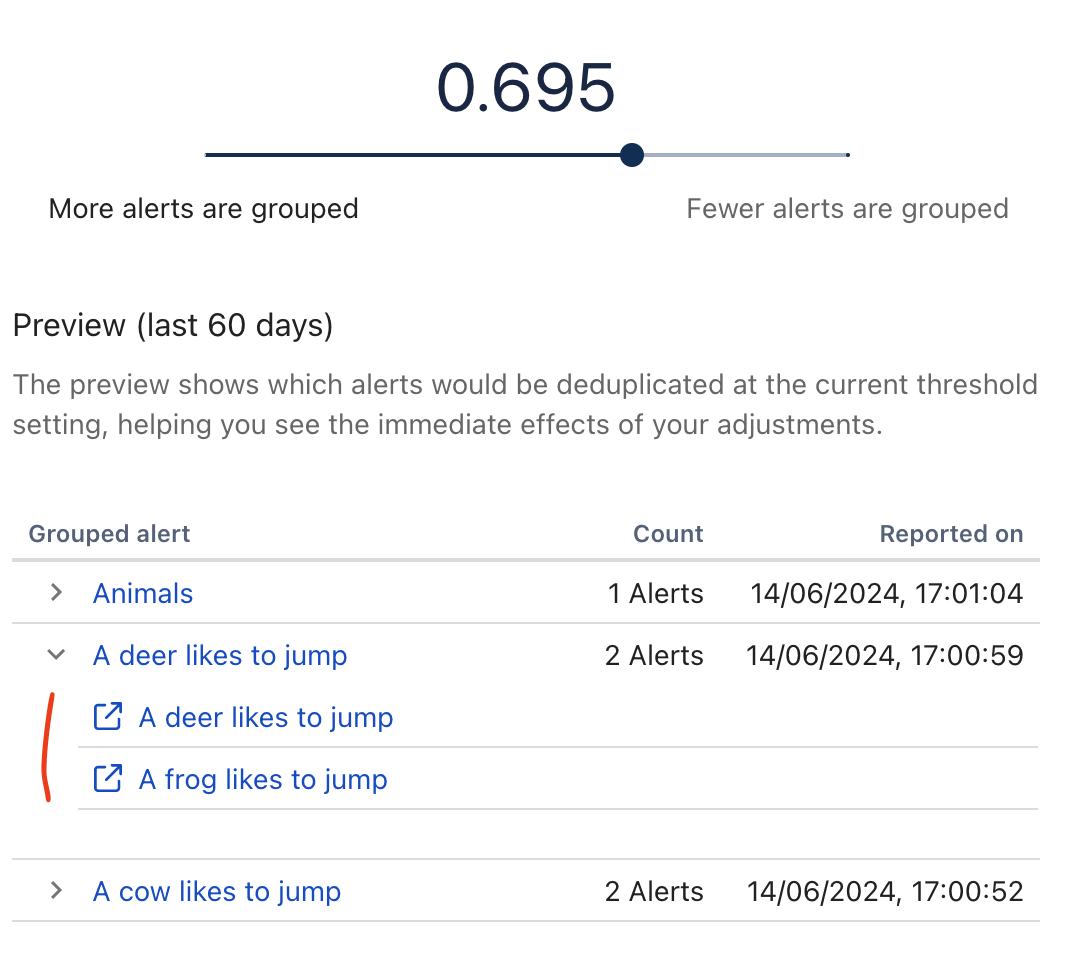 0.695
More alerts are grouped
Fewer alerts are grouped
Preview (last 60 days)
The preview shows which alerts would be deduplicated at the current threshold
setting, helping you see the immediate effects of your adjustments.
Grouped alert Count Reported on
Animals 1 Alerts 14/06/2024, 17:01:04
A deer likes to jump 2 Alerts 14/06/2024, 17:00:59
A deer likes to jump
A frog likes to jump
A cow likes to jump 2 Alerts 14/06/2024, 17:00:52